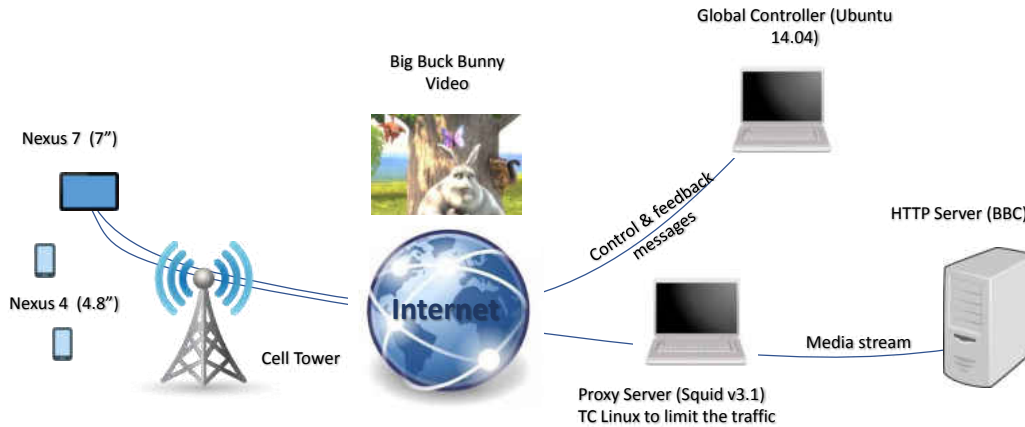 Global Controller (Ubuntu
14.04)
Big Buck Bunny
Video
Nexus 7 (7”)
Control & feedback
messages
HTTP Server (BBC)
Nexus 4 (4.8”)
Internet
Cell Tower
Media stream
Proxy Server (Squid v3.1)
TC Linux to limit the traffic